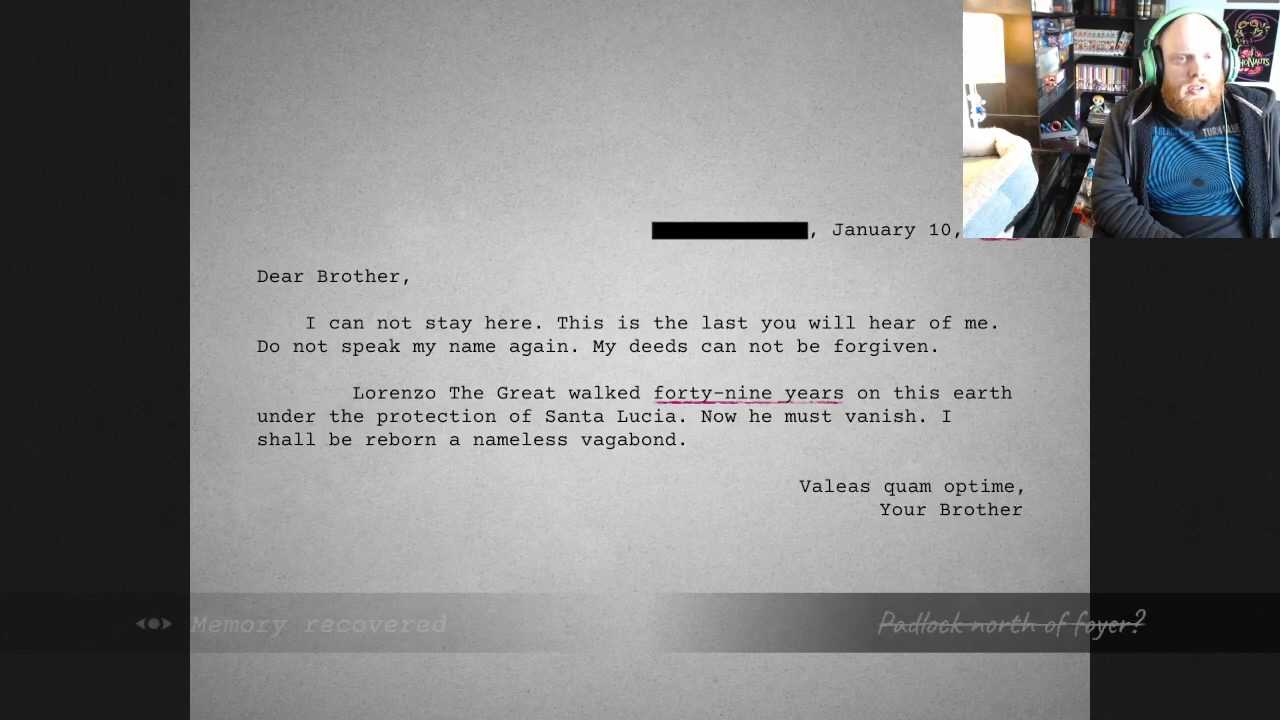 , January 10,
Dear Brother,
I can not stay here. This is the last you will hear of me.
Do not speak my name again. My deeds can not be forgiven.
Lorenzo The Great walked forty-nine years on this earth
under the protection of Santa Lucia. Now he must vanish. I
shall be reborn a nameless vagabond.
Valeas quam optime,
Your Brother
Memory recovered
Padlock north of foyer?